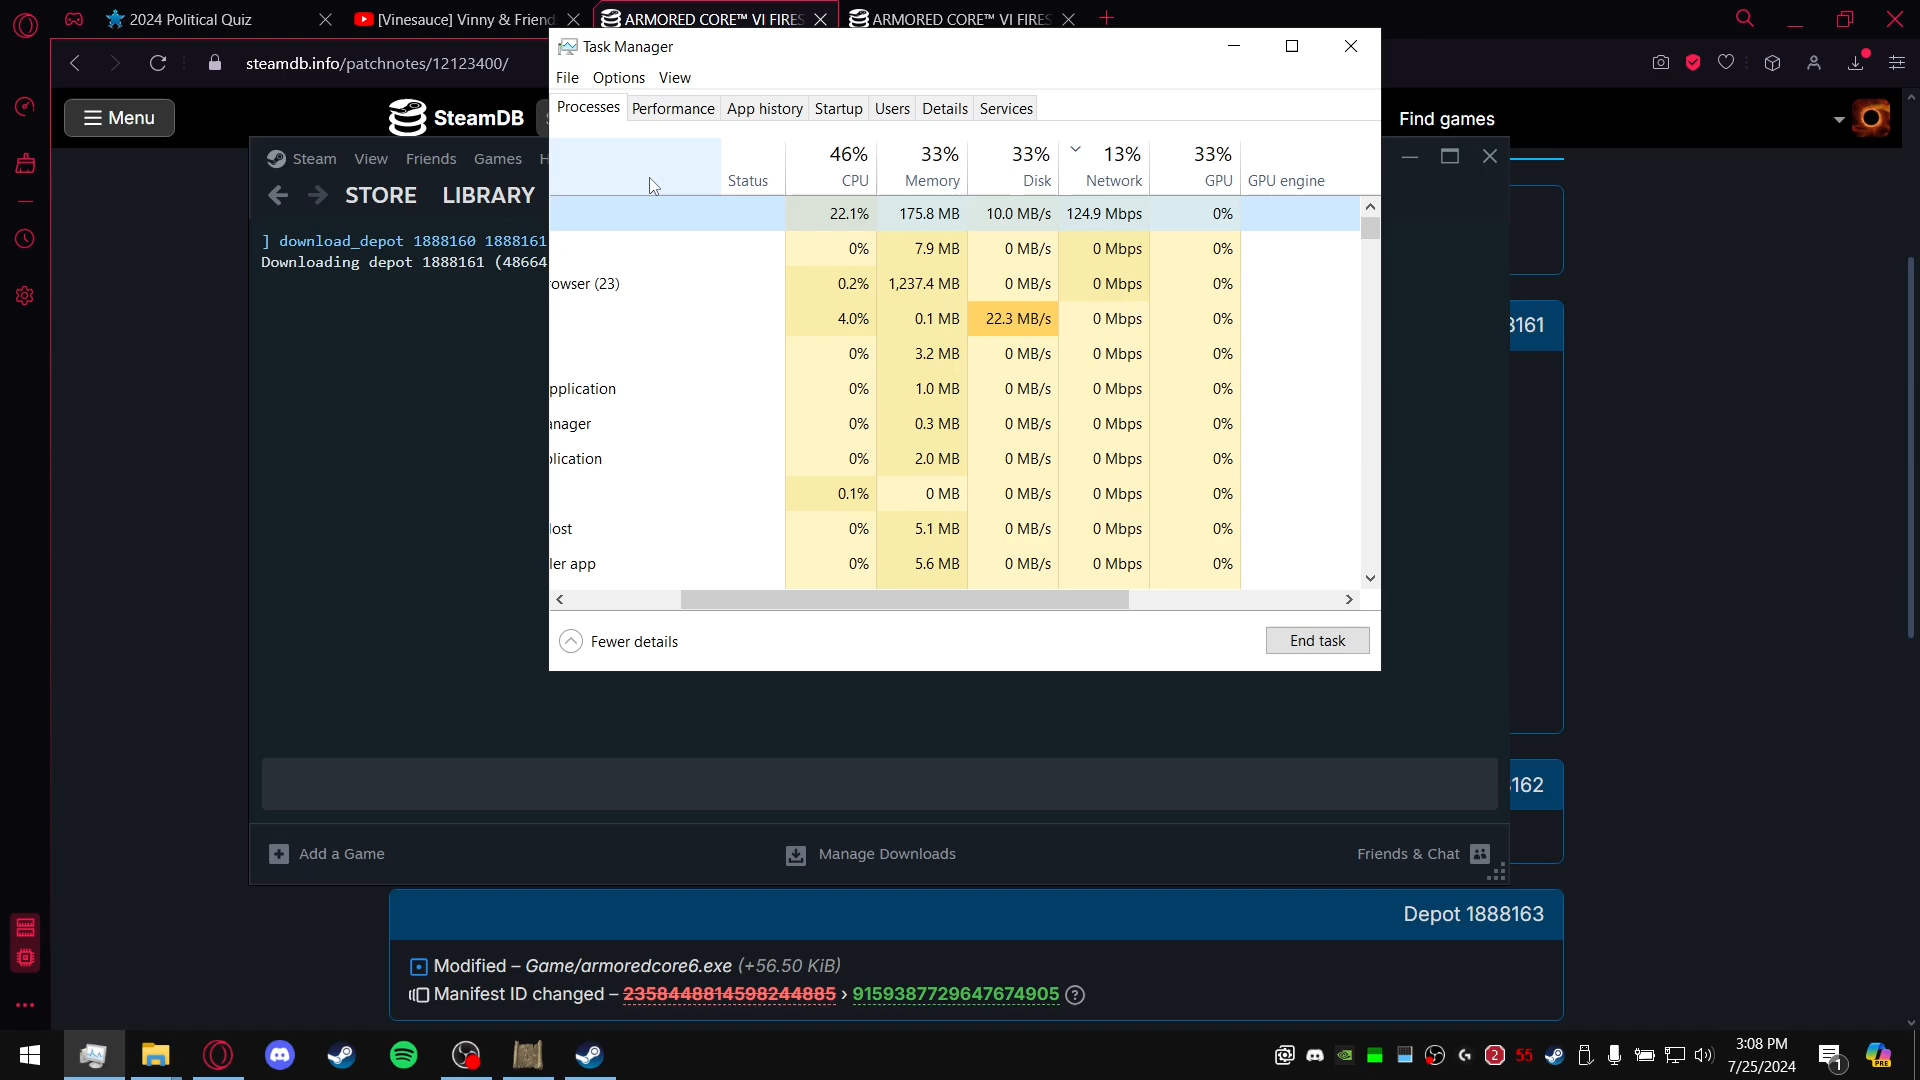 2024 Political Quiz
[Vinesauce] Vinny & Friend
ARMORED CORE™ VI FIRES
ARMORED CORE™ VI FIRES
steamdb.info/patchnotes/12123400/
Menu
SteamDB
Find games
Task Manager
File Options View
Processes Performance App history Startup Users Details Services
46% 33% 33% 13% 33%
Status CPU Memory Disk Network GPU GPU engine
22.1% 175.8 MB 10.0 MB/s 124.9 Mbps 0%
0% 7.9 MB 0 MB/s 0 Mbps 0%
rowser (23) 0.2% 1,237.4 MB 0 MB/s 0 Mbps 0%
4.0% 0.1 MB 22.3 MB/s 0 Mbps 0%
0% 3.2 MB 0 MB/s 0 Mbps 0%
pplication 0% 1.0 MB 0 MB/s 0 Mbps 0%
anager 0% 0.3 MB 0 MB/s 0 Mbps 0%
plication 0% 2.0 MB 0 MB/s 0 Mbps 0%
0.1% 0 MB 0 MB/s 0 Mbps 0%
Host 0% 5.1 MB 0 MB/s 0 Mbps 0%
ler app 0% 5.6 MB 0 MB/s 0 Mbps 0%
Fewer details
End task
Steam View Friends Games H
STORE LIBRARY
] download_depot 1888160 1888161
Downloading depot 1888161 (48664
3161
162
Add a Game
Manage Downloads
Friends & Chat
Depot 1888163
Modified – Game/armoredcore6.exe (+56.50 KiB)
Manifest ID changed – 2358448814598244885 › 9159387729647674905 ?
2
55
3:08 PM
7/25/2024
1
PRE